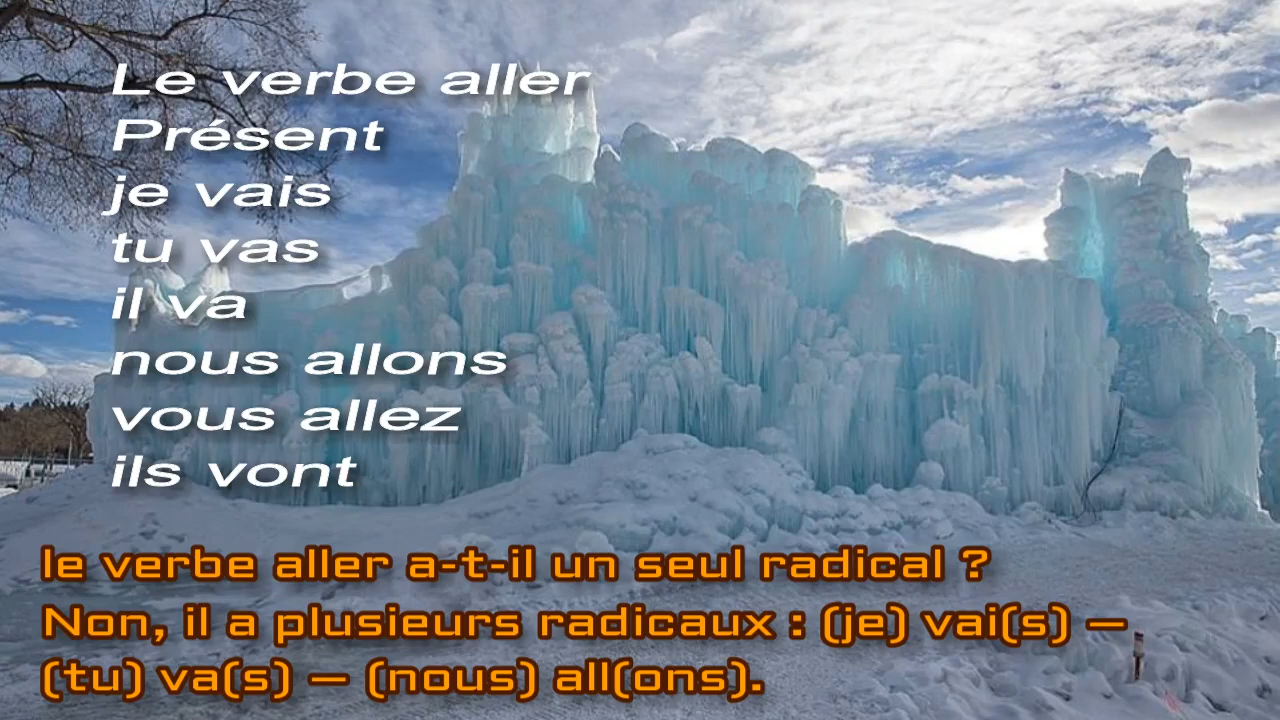 Le verbe aller
Présent
je vais
tu vas
il va
nous allons
vous allez
ils vont
le verbe aller a-t-il un seul radical ?
Non, il a plusieurs radicaux : (je) vai(s) —
(tu) va(s) — (nous) all(ons).